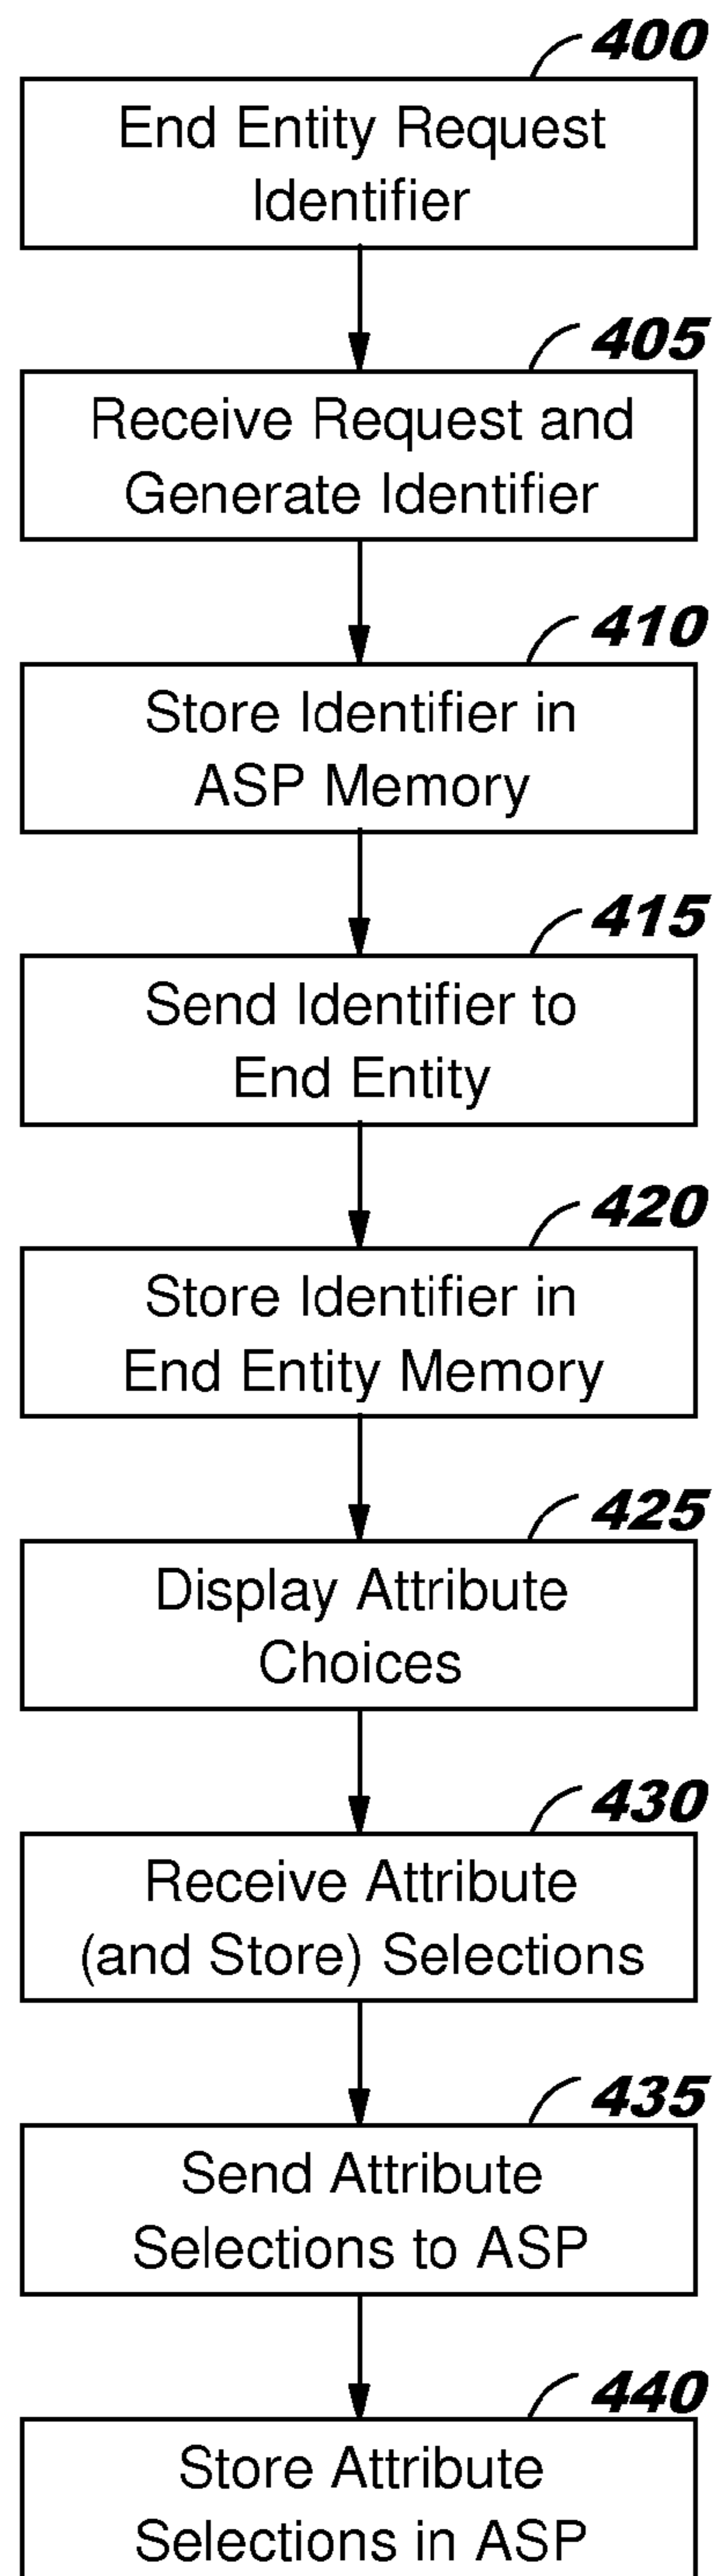 400
End Entity Request
Identifier
405
Receive Request and
Generate Identifier
410
Store Identifier in
ASP Memory
415
Send Identifier to
End Entity
420
Store Identifier in
End Entity Memory
425
Display Attribute
Choices
430
Receive Attribute
(and Store) Selections
435
Send Attribute
Selections to ASP
440
Store Attribute
Selections in ASP